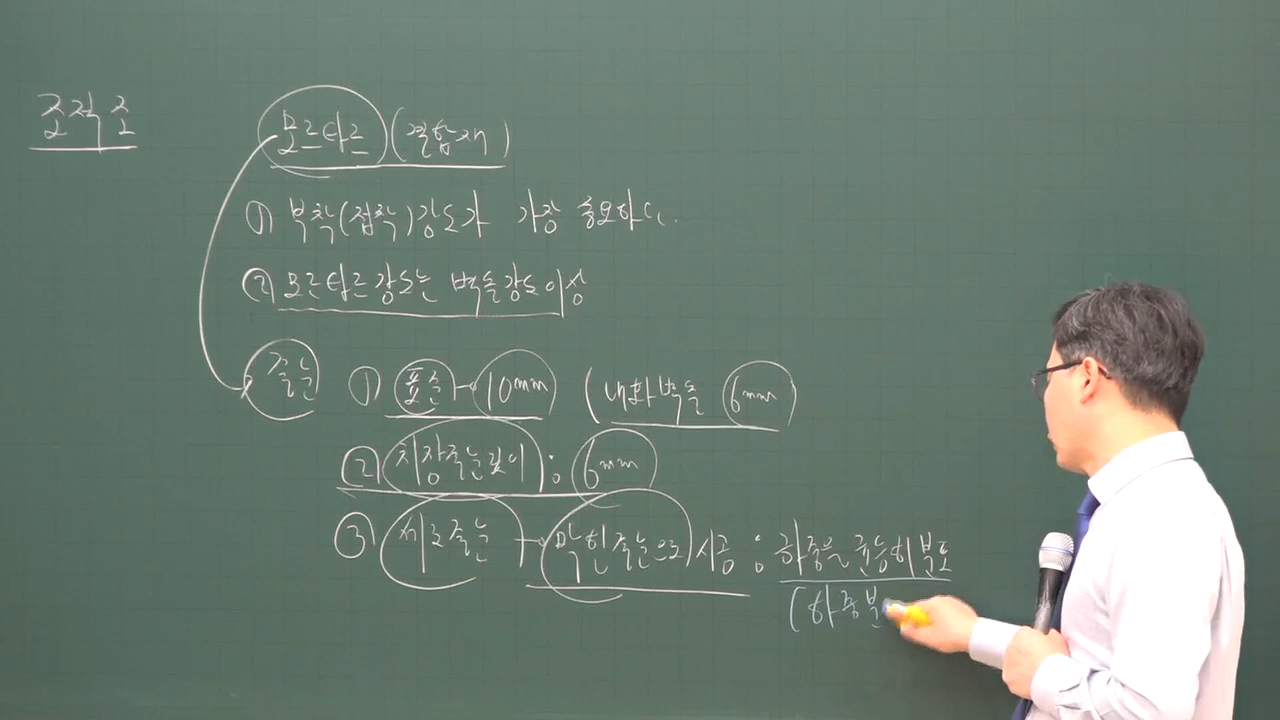 조적조
모르타르 (결합재)
① 부착(접착)강도가 가장 중요하다.
② 모르타르강도는 벽돌강도 이상
줄눈 ① 표준 → 10mm (내화벽돌 6mm)
② 치장줄눈깊이 : 6mm
③ 세로줄눈 → 막힌줄눈으로 시공 : 하중을 균등히 분포
(하중분